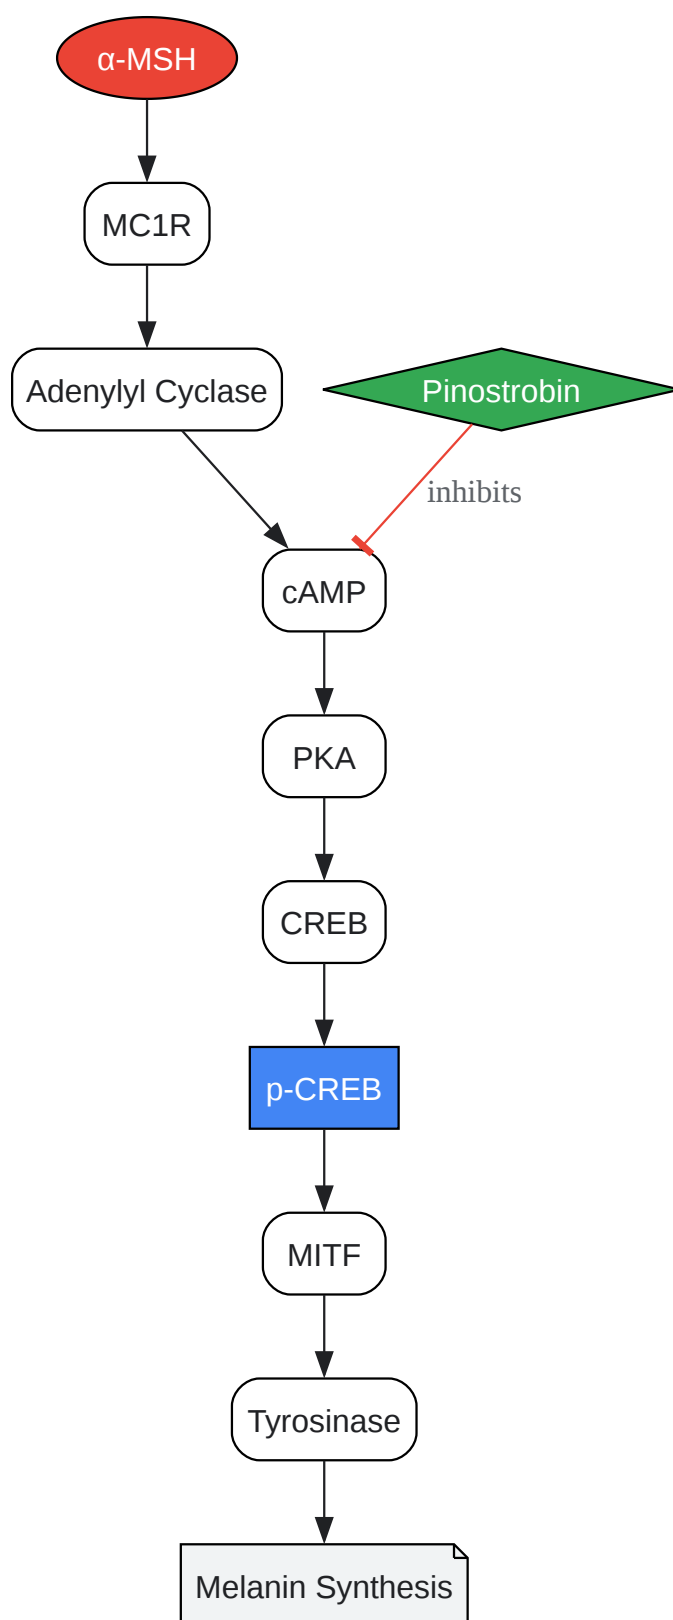 α-MSH
MC1R
Adenylyl Cyclase
Pinostrobin
inhibits
cAMP
PKA
CREB
p-CREB
MITF
Tyrosinase
Melanin Synthesis